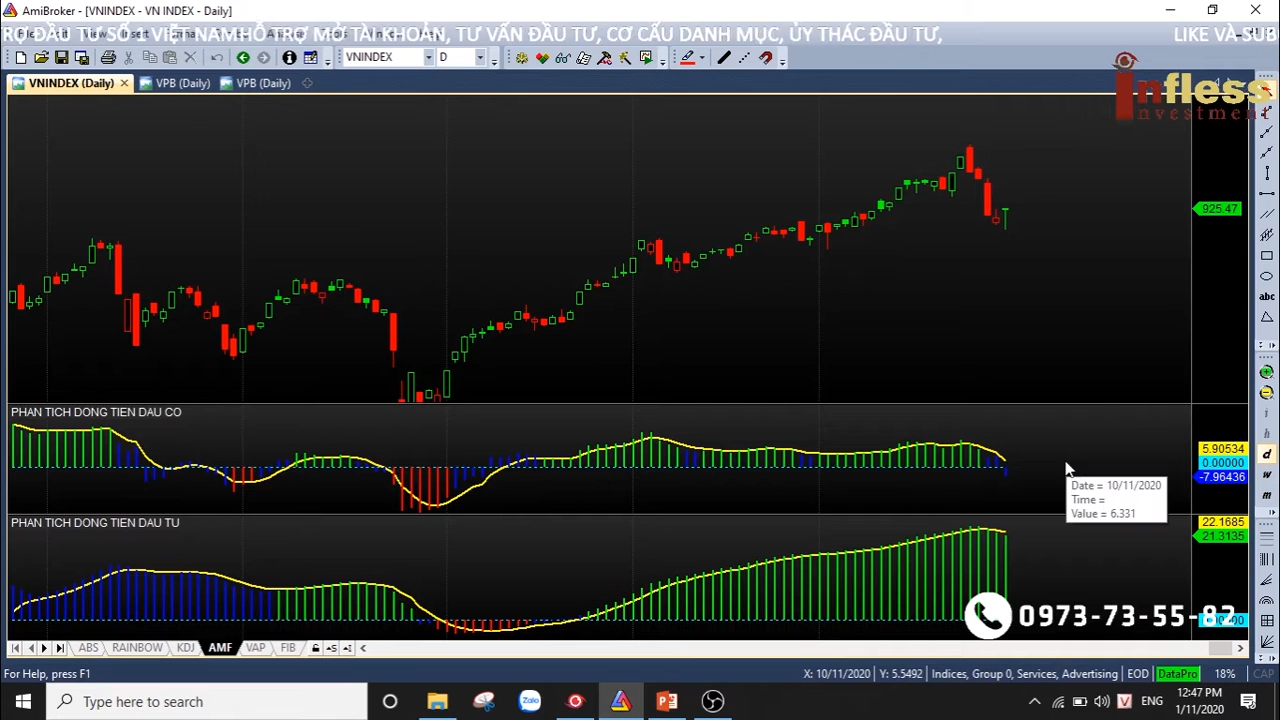 AmiBroker - [VNINDEX - VN INDEX - Daily]
RỢ ĐẦU TƯ SỐ 1 VIỆT NAM HỖ TRỢ MỞ TÀI KHOẢN, TƯ VẤN ĐẦU TƯ, CƠ CẤU DANH MỤC, ỦY THÁC ĐẦU TƯ, LIKE VÀ SUB
VNINDEX D
VNINDEX (Daily) VPB (Daily) VPB (Daily)
Infless
Investment
abc
925.47
PHAN TICH DONG TIEN DAU CO
5.90534
0.00000
-7.96436
Date = 10/11/2020
Time =
Value = 6.331
PHAN TICH DONG TIEN DAU TU
22.1685
21.3135
0973-73-55-82
d
w
m
ABS RAINBOW KDJ AMF VAP FIB
For Help, press F1 X: 10/11/2020 Y: 5.5492 Indices, Group 0, Services, Advertising EOD DataPro 18% CAP
Type here to search Zalo V ENG
12:47 PM
1/11/2020